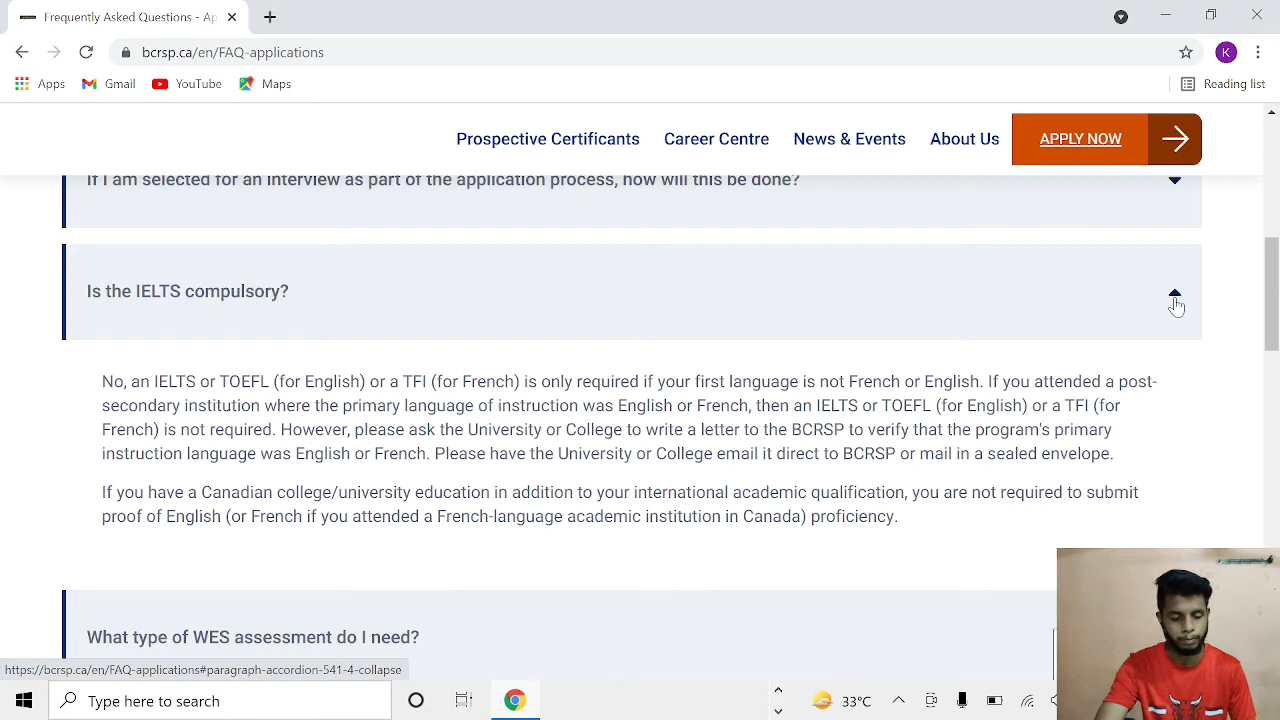 Frequently Asked Questions - Ap
bcrsp.ca/en/FAQ-applications
K
Apps
Gmail
YouTube
Maps
Reading list
Prospective Certificants
Career Centre
News & Events
About Us
APPLY NOW
If I am selected for an interview as part of the application process, how will this be done?
Is the IELTS compulsory?
No, an IELTS or TOEFL (for English) or a TFI (for French) is only required if your first language is not French or English. If you attended a post-
secondary institution where the primary language of instruction was English or French, then an IELTS or TOEFL (for English) or a TFI (for
French) is not required. However, please ask the University or College to write a letter to the BCRSP to verify that the program's primary
instruction language was English or French. Please have the University or College email it direct to BCRSP or mail in a sealed envelope.
If you have a Canadian college/university education in addition to your international academic qualification, you are not required to submit
proof of English (or French if you attended a French-language academic institution in Canada) proficiency.
What type of WES assessment do I need?
https://bcrsp.ca/en/FAQ-applications#paragraph-accordion-541-4-collapse
Type here to search
33°C